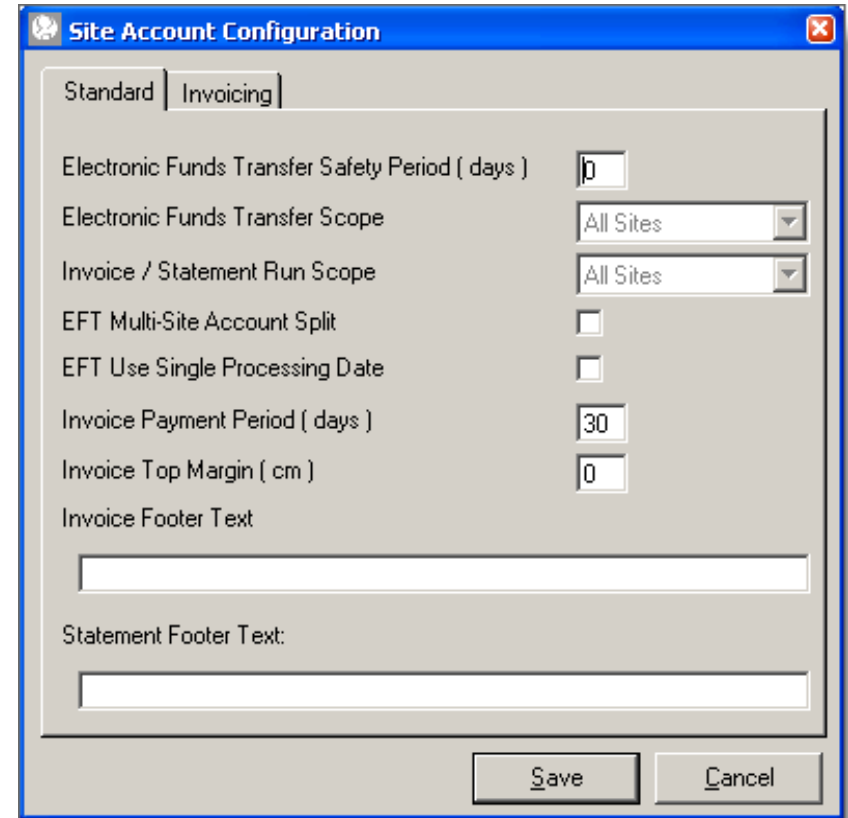 Site Account Configuration
Standard Invoicing
Electronic Funds Transfer Safety Period ( days ) 0
Electronic Funds Transfer Scope All Sites
Invoice / Statement Run Scope All Sites
EFT Multi-Site Account Split
EFT Use Single Processing Date
Invoice Payment Period ( days ) 30
Invoice Top Margin ( cm ) 0
Invoice Footer Text
Statement Footer Text:
Save Cancel